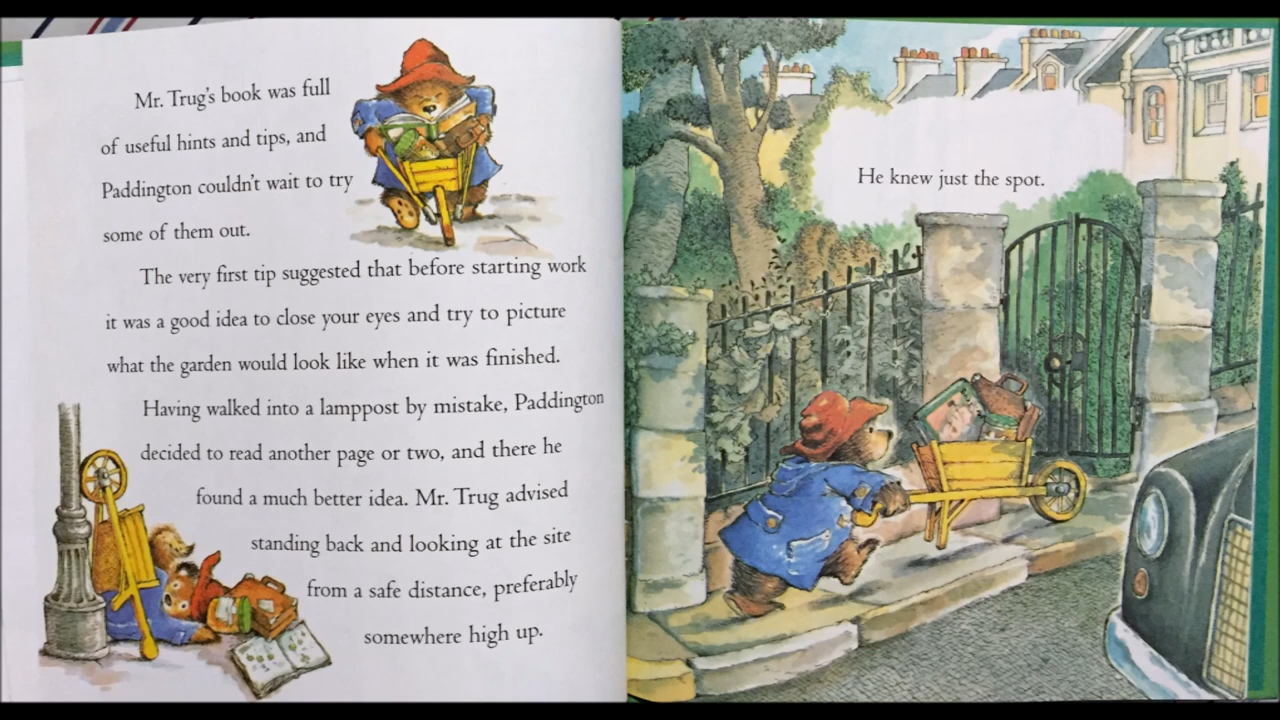 Mr. Trug's book was full
of useful hints and tips, and
Paddington couldn't wait to try
some of them out.
The very first tip suggested that before starting work
it was a good idea to close your eyes and try to picture
what the garden would look like when it was finished.
Having walked into a lamppost by mistake, Paddington
decided to read another page or two, and there he
found a much better idea. Mr. Trug advised
standing back and looking at the site
from a safe distance, preferably
somewhere high up.
He knew just the spot.